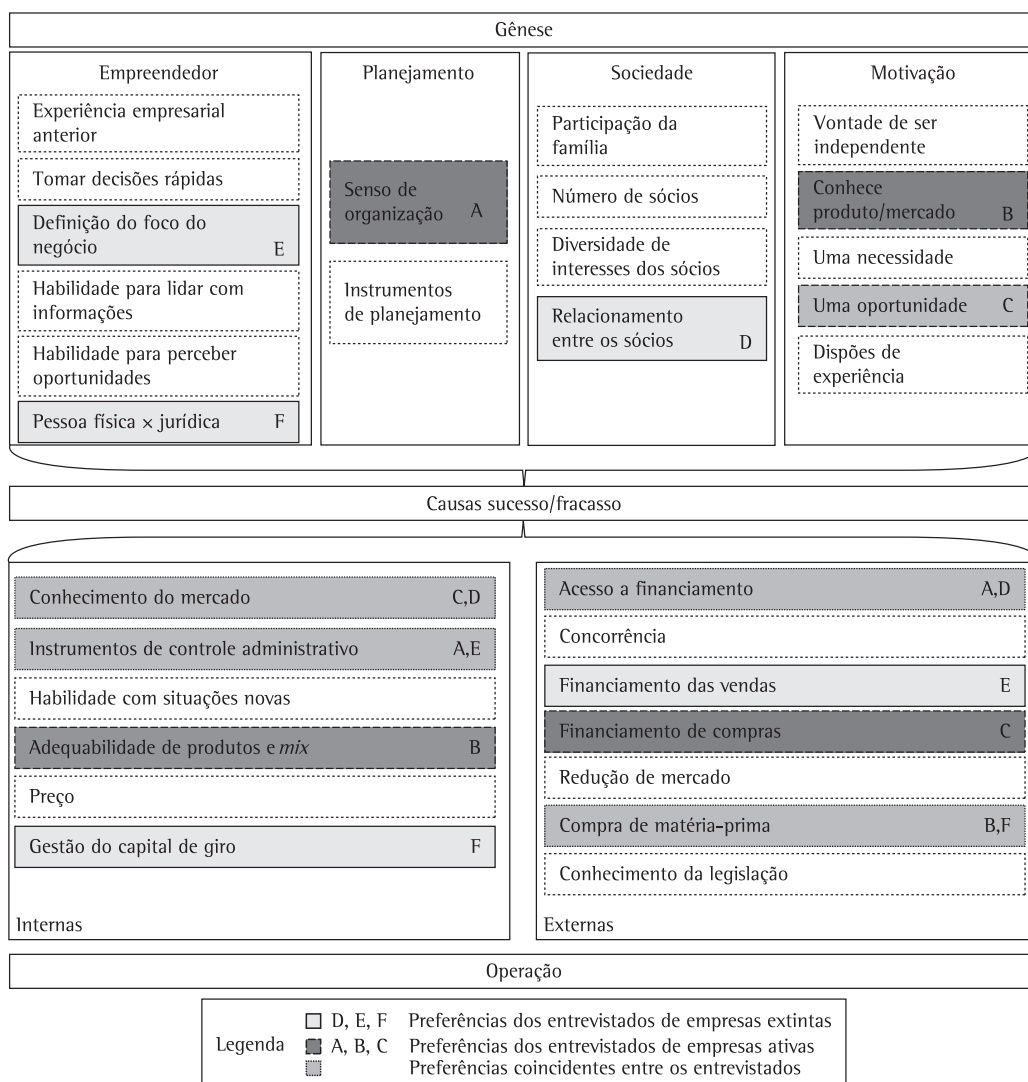 Gênese
Empreendedor
Experiência empresarial
anterior
Tomar decisões rápidas
Definição do foco do
negócio E
Habilidade para lidar com
informações
Habilidade para perceber
oportunidades
Pessoa física × jurídica F
Planejamento
Senso de
organização A
Instrumentos
de planejamento
Sociedade
Participação da
família
Número de sócios
Diversidade de
interesses dos sócios
Relacionamento
entre os sócios D
Motivação
Vontade de ser
independente
Conhece
produto/mercado B
Uma necessidade
Uma oportunidade C
Dispões de
experiência
Causas sucesso/fracasso
Conhecimento do mercado C,D
Instrumentos de controle administrativo A,E
Habilidade com situações novas
Adequabilidade de produtos e mix B
Preço
Gestão do capital de giro F
Internas
Acesso a financiamento A,D
Concorrência
Financiamento das vendas E
Financiamento de compras C
Redução de mercado
Compra de matéria-prima B,F
Conhecimento da legislação
Externas
Operação
Legenda
D, E, F Preferências dos entrevistados de empresas extintas
A, B, C Preferências dos entrevistados de empresas ativas
Preferências coincidentes entre os entrevistados